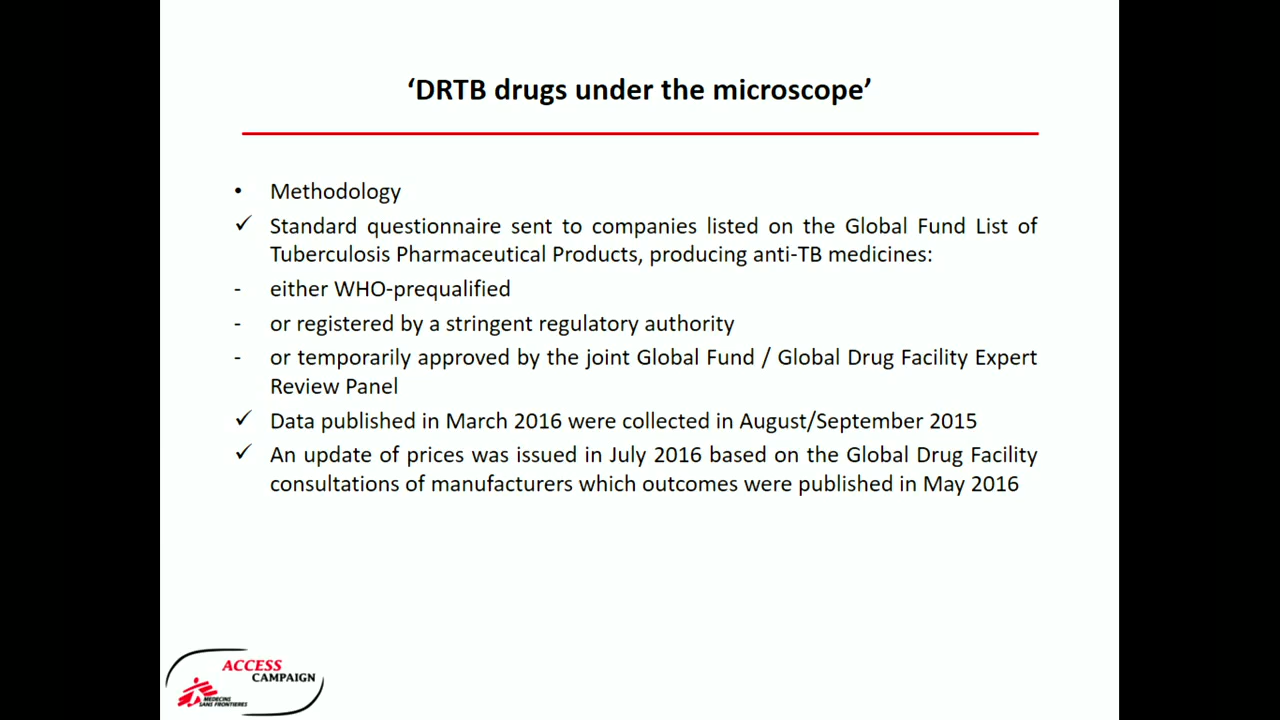 ‘DRTB drugs under the microscope’
• Methodology
✓ Standard questionnaire sent to companies listed on the Global Fund List of
Tuberculosis Pharmaceutical Products, producing anti-TB medicines:
- either WHO-prequalified
- or registered by a stringent regulatory authority
- or temporarily approved by the joint Global Fund / Global Drug Facility Expert
Review Panel
✓ Data published in March 2016 were collected in August/September 2015
✓ An update of prices was issued in July 2016 based on the Global Drug Facility
consultations of manufacturers which outcomes were published in May 2016
ACCESS
CAMPAIGN
MEDECINS
SANS FRONTIERES